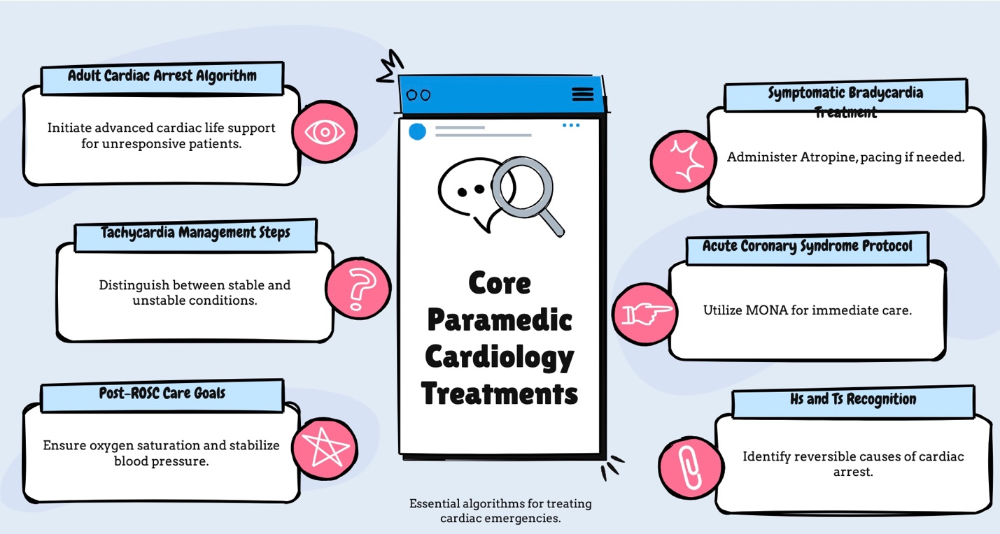 Adult Cardiac Arrest Algorithm
Initiate advanced cardiac life support
for unresponsive patients.
Tachycardia Management Steps
Distinguish between stable and
unstable conditions.
Post-ROSC Care Goals
Ensure oxygen saturation and stabilize
blood pressure.
Core
Paramedic
Cardiology
Treatments
Essential algorithms for treating
cardiac emergencies.
Symptomatic Bradycardia
Treatment
Administer Atropine, pacing if needed.
Acute Coronary Syndrome Protocol
Utilize MONA for immediate care.
Hs and Ts Recognition
Identify reversible causes of cardiac
arrest.